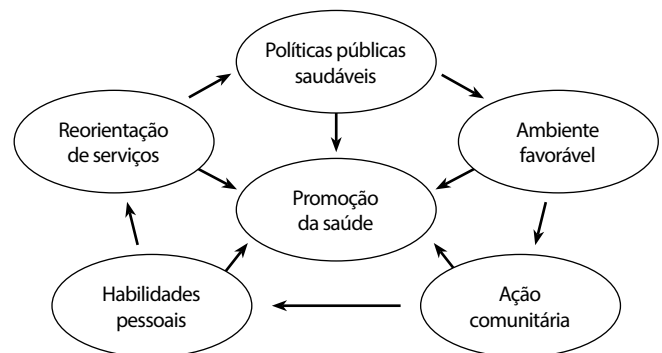 Políticas públicas
saudáveis
Reorientação
de serviços
Ambiente
favorável
Promoção
da saúde
Habilidades
pessoais
Ação
comunitária